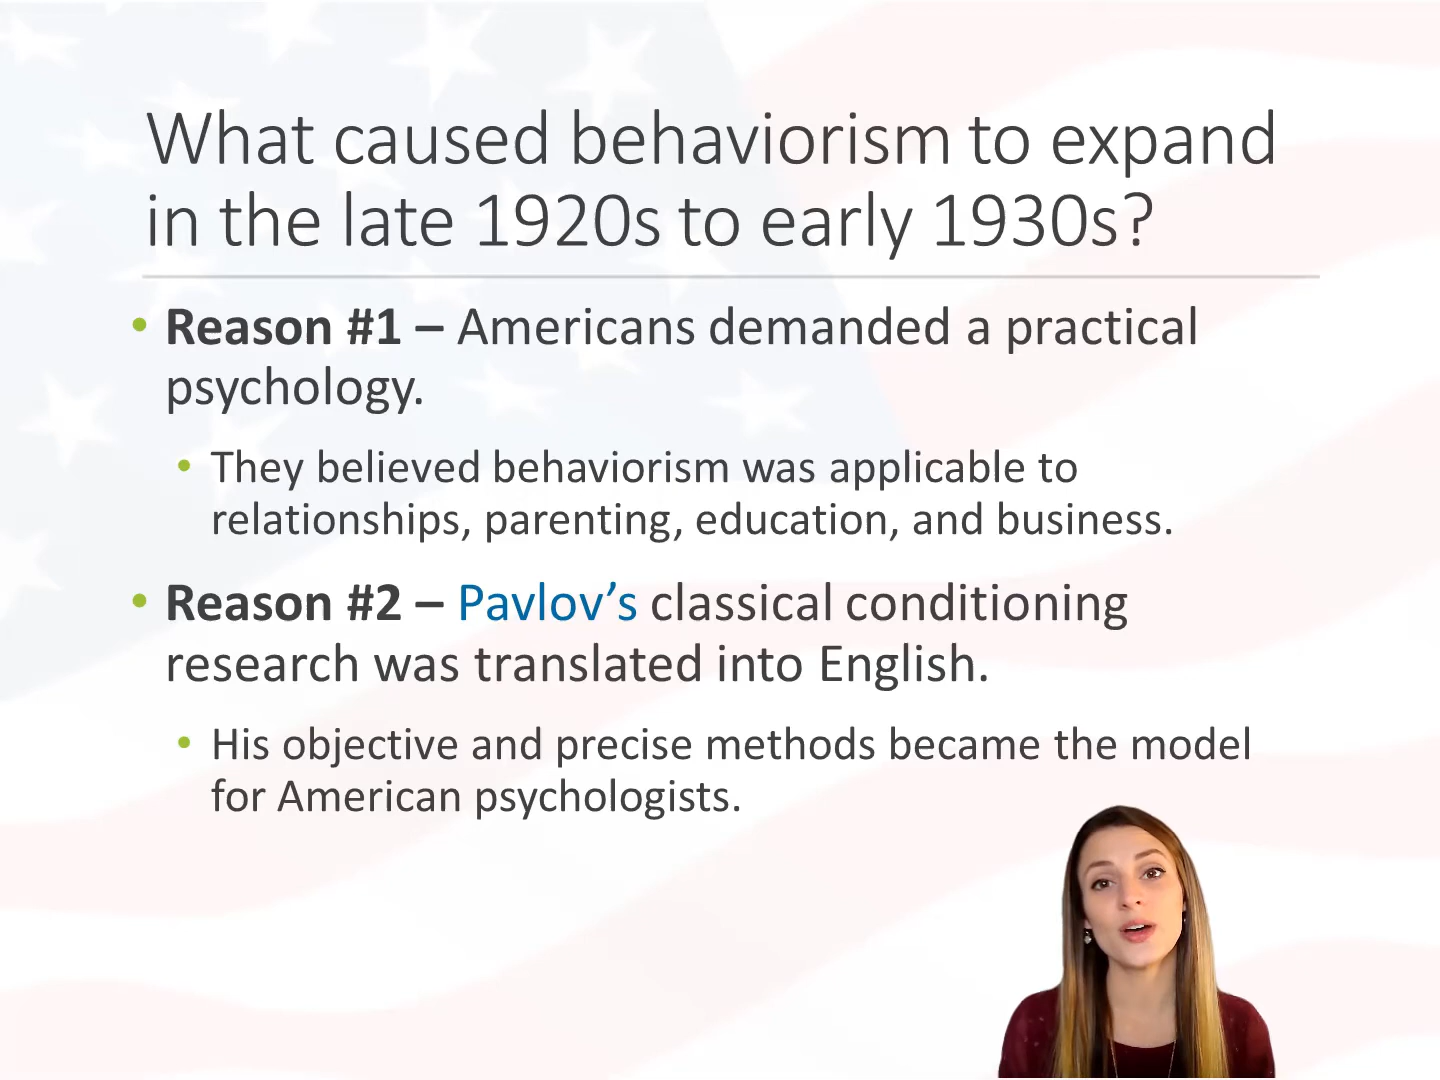 What caused behaviorism to expand
in the late 1920s to early 1930s?
• Reason #1 – Americans demanded a practical
psychology.
• They believed behaviorism was applicable to
relationships, parenting, education, and business.
• Reason #2 – Pavlov’s classical conditioning
research was translated into English.
• His objective and precise methods became the model
for American psychologists.